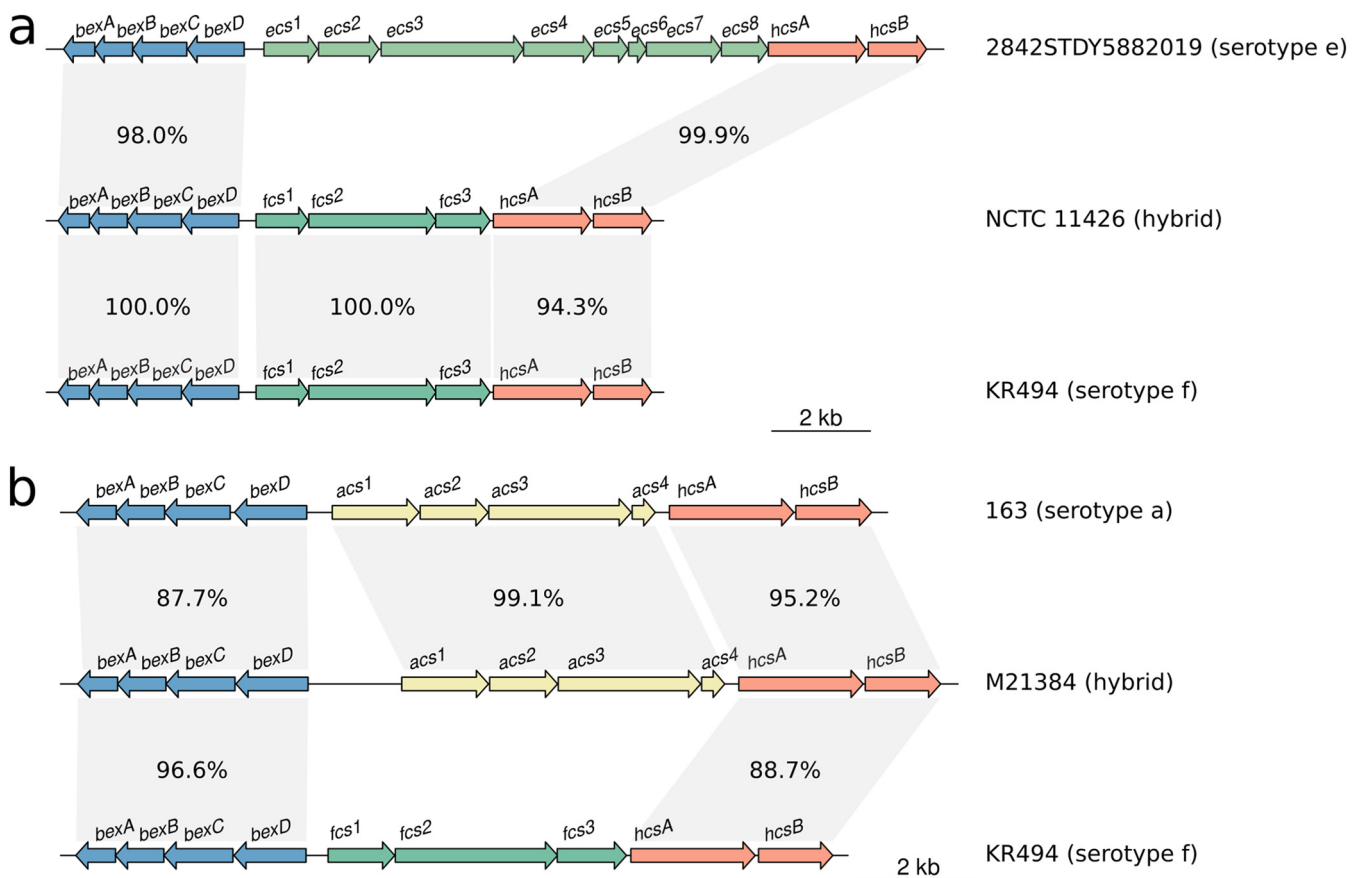 a
bexA bexB bexC bexD ecs1 ecs2 ecs3 ecs4 ecs5 ecs6 ecs7 ecs8 hcsA hcsB
2842STDY5882019 (serotype e)
98.0% 99.9%
bexA bexB bexC bexD fcs1 fcs2 fcs3 hcsA hcsB
NCTC 11426 (hybrid)
100.0% 100.0% 94.3%
bexA bexB bexC bexD fcs1 fcs2 fcs3 hcsA hcsB
KR494 (serotype f)
2 kb
b
bexA bexB bexC bexD acs1 acs2 acs3 acs4 hcsA hcsB
163 (serotype a)
87.7% 99.1% 95.2%
bexA bexB bexC bexD acs1 acs2 acs3 acs4 hcsA hcsB
M21384 (hybrid)
96.6% 88.7%
bexA bexB bexC bexD fcs1 fcs2 fcs3 hcsA hcsB
KR494 (serotype f)
2 kb